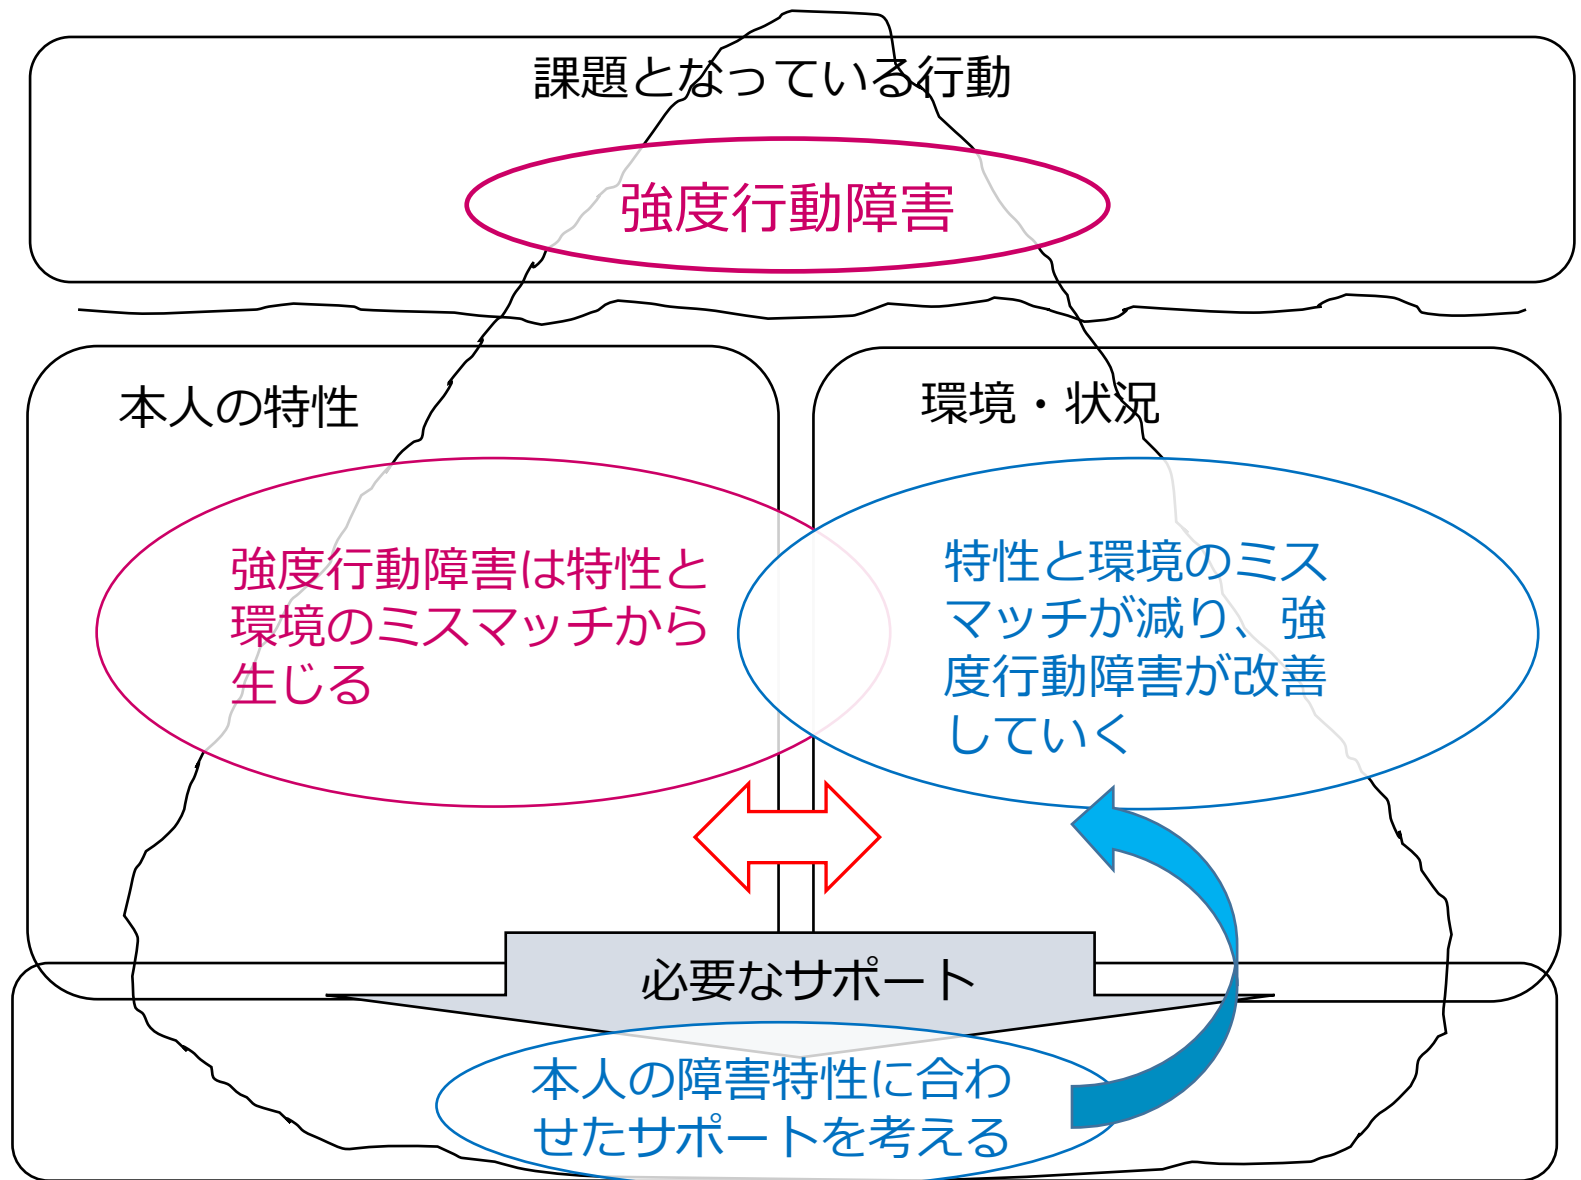 課題となっている行動
強度行動障害
本人の特性
環境・状況
強度行動障害は特性と
環境のミスマッチから
生じる
特性と環境のミス
マッチが減り、強
度行動障害が改善
していく
必要なサポート
本人の障害特性に合わ
せたサポートを考える